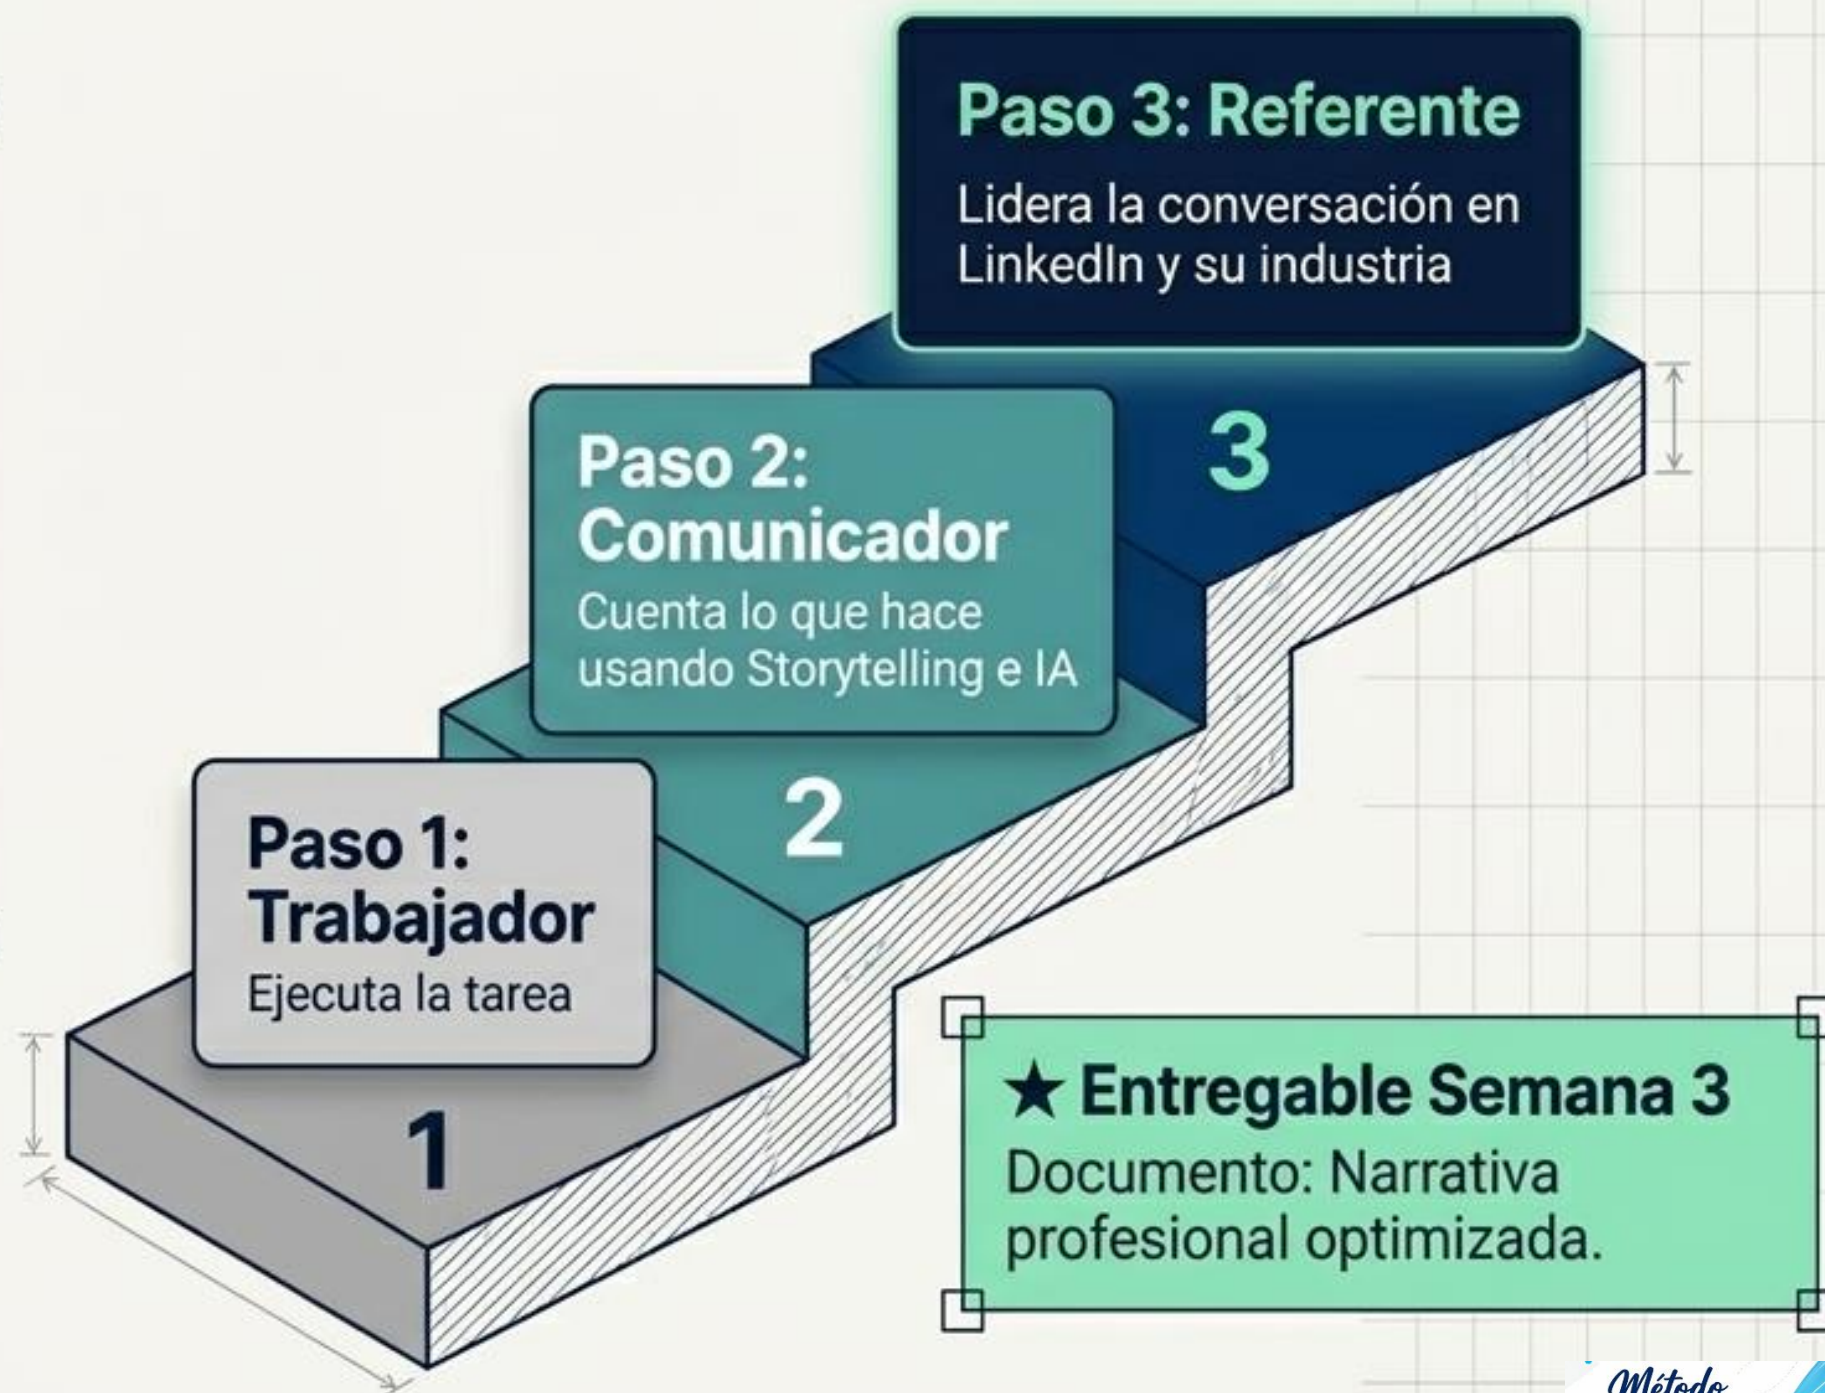 Paso 3: Referente
Lidera la conversación en
LinkedIn y su industria
3
Paso 2:
Comunicador
Cuenta lo que hace
usando Storytelling e IA
2
Paso 1:
Trabajador
Ejecuta la tarea
1
★ Entregable Semana 3
Documento: Narrativa
profesional optimizada.
Método